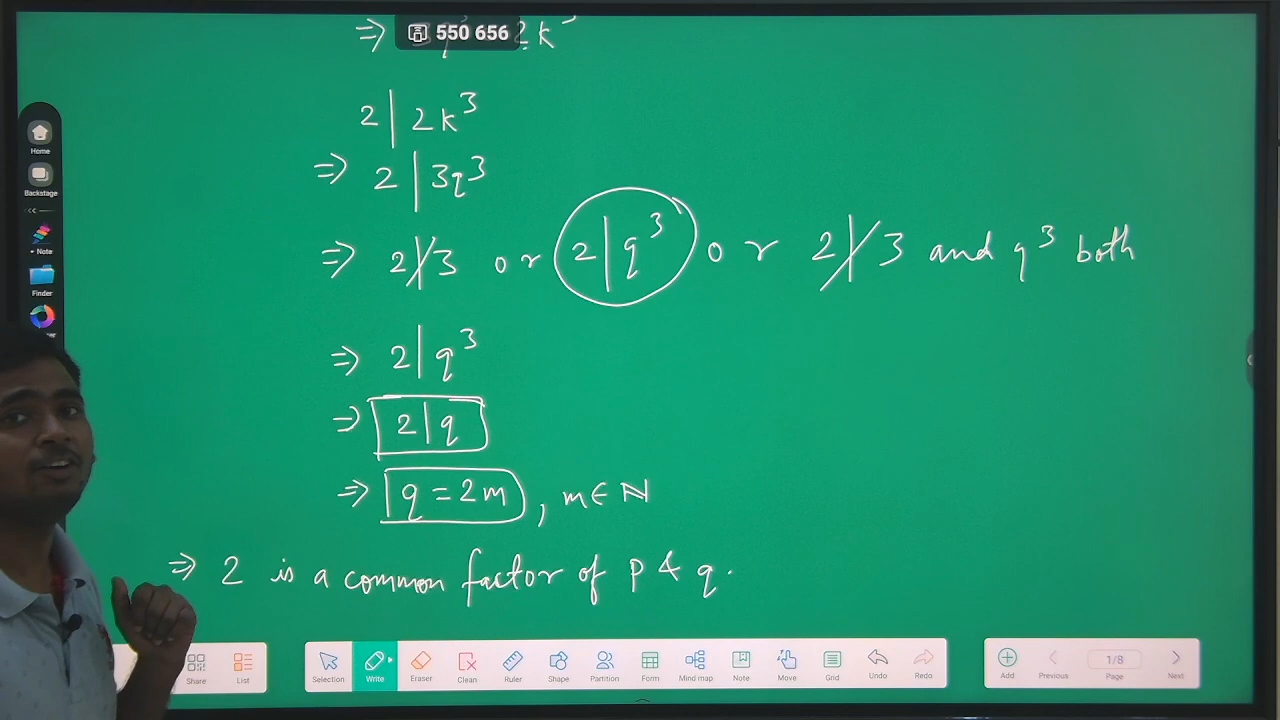 ⇒ 2k³
550 656
2 | 2k³
⇒ 2 | 3q³
⇒ 2 ∤ 3 or 2 | q³ or 2 ∤ 3 and q³ both
⇒ 2 | q³
⇒ 2 | q
⇒ q = 2m, m ∈ ℕ
⇒ 2 is a common factor of p & q.
Home
Backstage
Note
Finder
Share
List
Selection
Write
Eraser
Clean
Ruler
Shape
Partition
Form
Mind map
Note
Move
Grid
Undo
Redo
Add
Previous
1/8
Page
Next